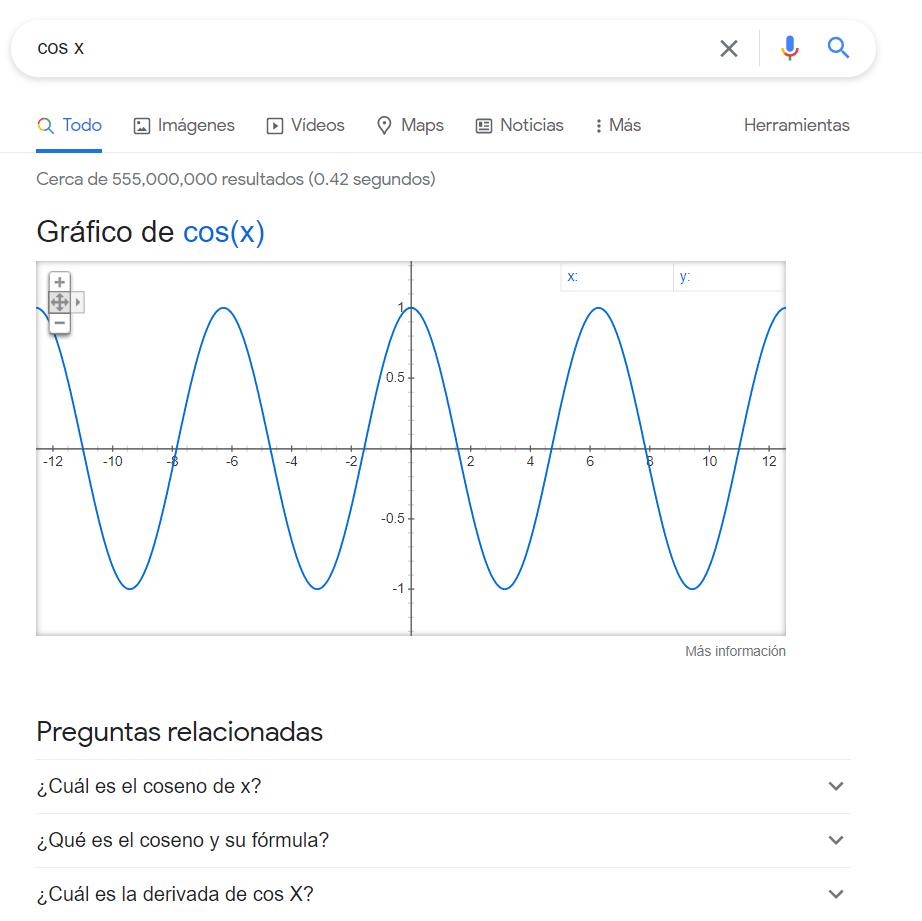 cos x
Todo Imágenes Vídeos Maps Noticias Más Herramientas
Cerca de 555,000,000 resultados (0.42 segundos)
Gráfico de cos(x)
x: y:
1
0.5
-12 -10 -8 -6 -4 -2 2 4 6 8 10 12
-0.5
-1
Más información
Preguntas relacionadas
¿Cuál es el coseno de x?
¿Qué es el coseno y su fórmula?
¿Cuál es la derivada de cos X?